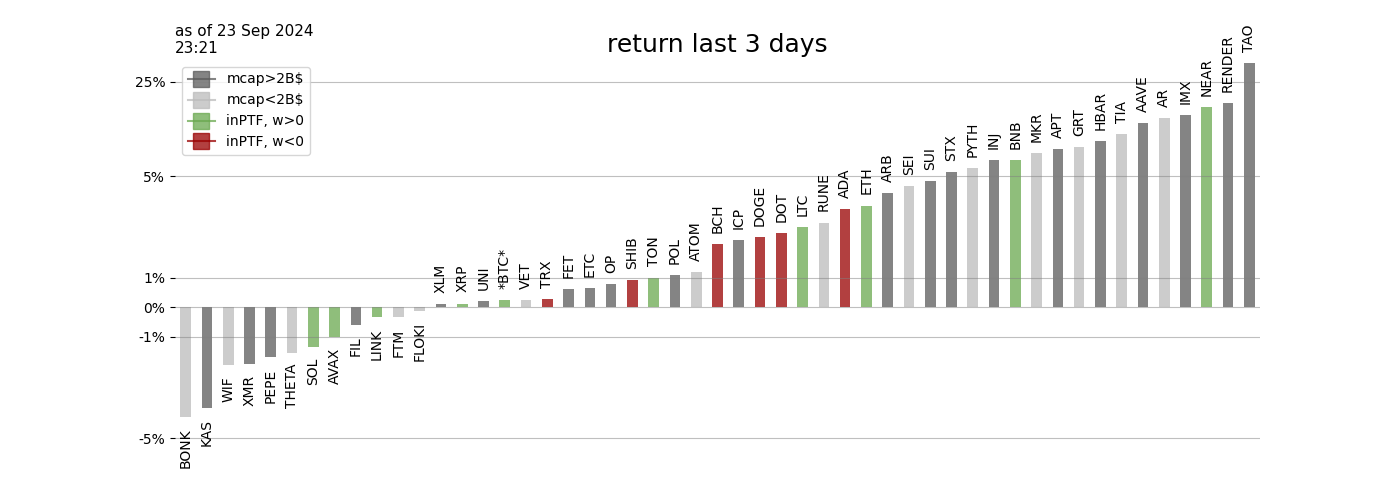 as of 23 Sep 2024
23:21
return last 3 days
mcap>2B$
mcap<2B$
inPTF, w>0
inPTF, w<0
25%
5%
1%
0%
-1%
-5%
BONK
KAS
WIF
XMR
PEPE
THETA
SOL
AVAX
FIL
LINK
FTM
FLOKI
XLM
XRP
UNI
*BTC*
VET
TRX
FET
ETC
OP
SHIB
TON
POL
ATOM
BCH
ICP
DOGE
DOT
LTC
RUNE
ADA
ETH
ARB
SEI
SUI
STX
PYTH
INJ
BNB
MKR
APT
GRT
HBAR
TIA
AAVE
AR
IMX
NEAR
RENDER
TAO